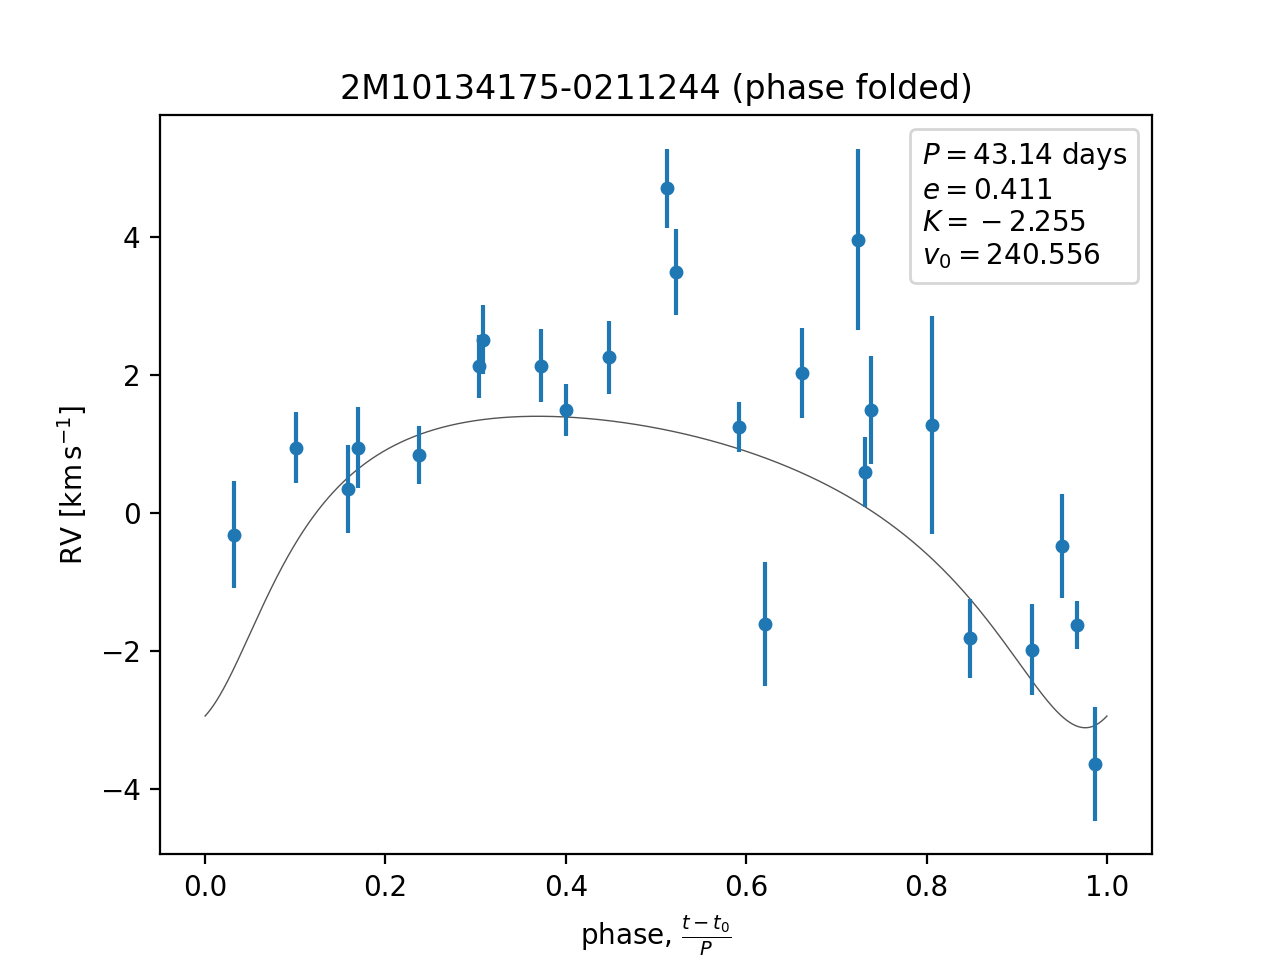 2M10134175-0211244 (phase folded)
P = 43.14 days
e = 0.411
K = −2.255
v₀ = 240.556
4
2
0
−2
−4
RV [km s⁻¹]
0.0 0.2 0.4 0.6 0.8 1.0
phase, (t − t₀)/P